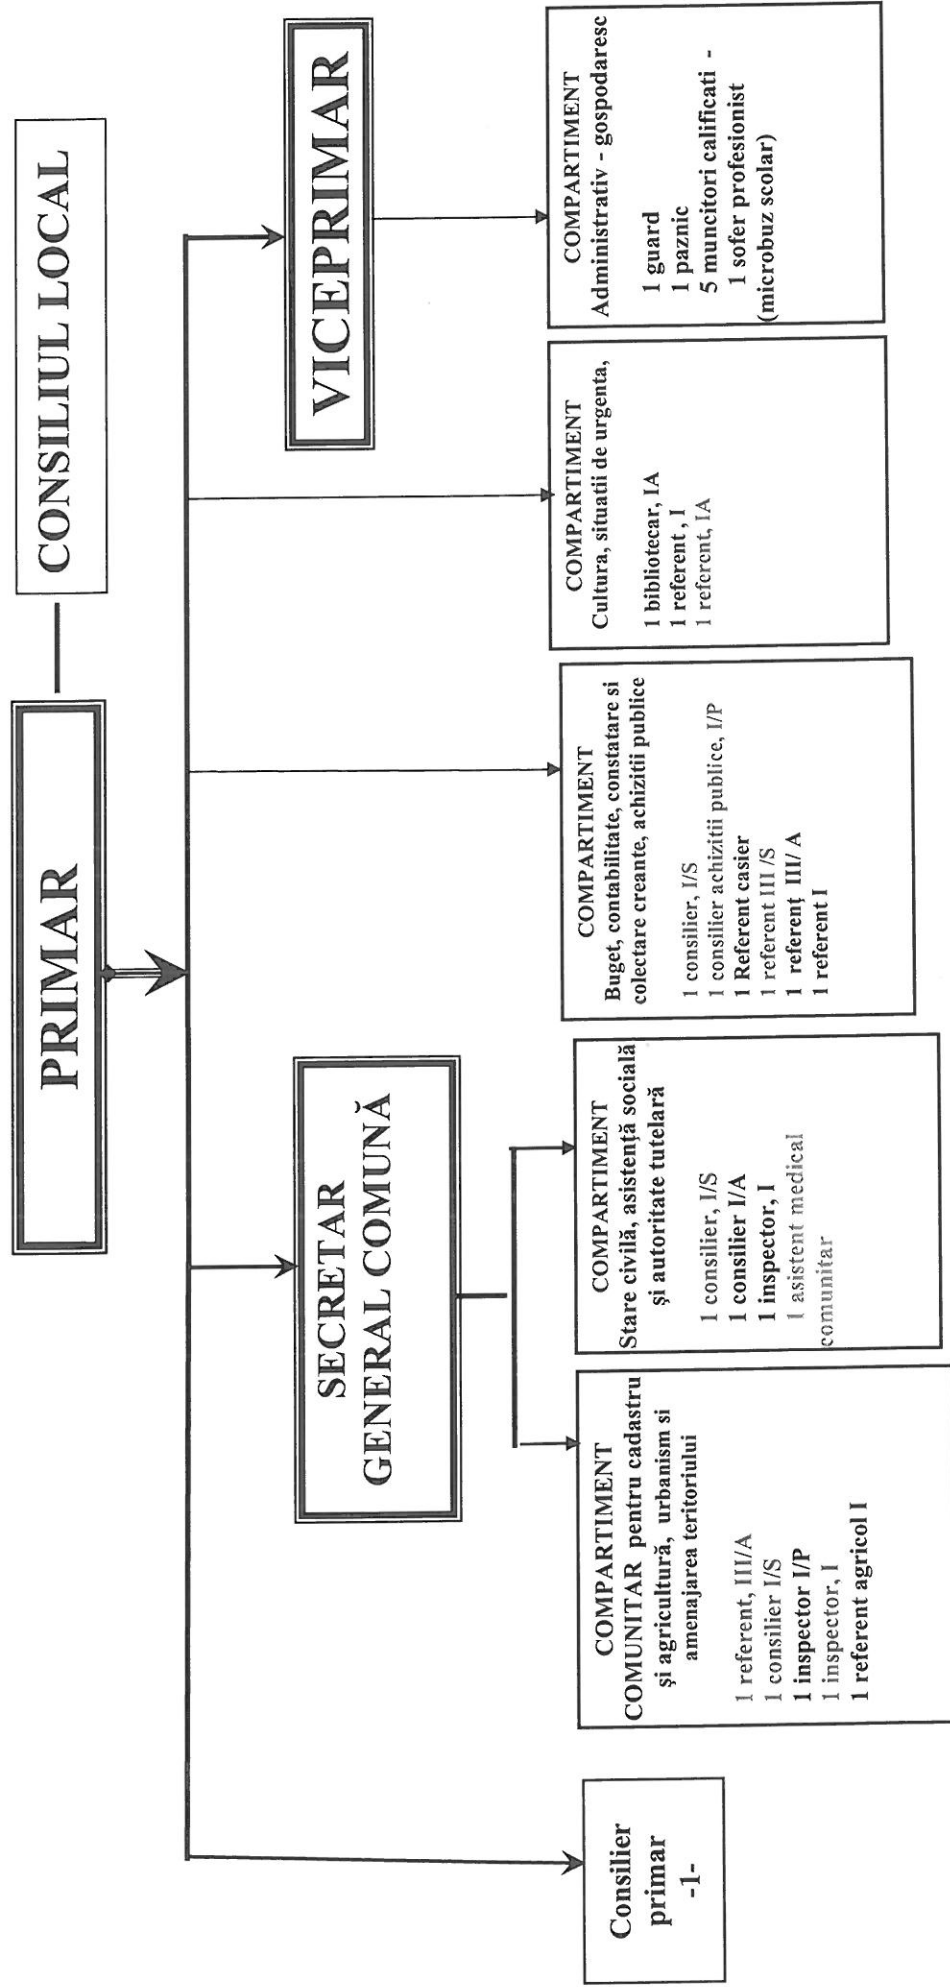 PRIMAR
CONSILIUL LOCAL
SECRETAR
GENERAL COMUNĂ
VICEPRIMAR
Consilier
primar
-1-
COMPARTIMENT
COMUNITAR pentru cadastru
şi agricultură, urbanism si
amenajarea teritoriului
1 referent, III/A
1 consilier I/S
1 inspector I/P
1 inspector, I
1 referent agricol I
COMPARTIMENT
Stare civilă, asistenţă socială
şi autoritate tutelară
1 consilier, I/S
1 consilier I/A
1 inspector, I
1 asistent medical
comunitar
COMPARTIMENT
Buget, contabilitate, constatare si
colectare creante, achizitii publice
1 consilier, I/S
1 consilier achizitii publice, I/P
1 Referent casier
1 referent III /S
1 referenţ III/ A
1 referent I
COMPARTIMENT
Cultura, situatii de urgenta,
1 bibliotecar, IA
1 referent , I
1 referent, IA
COMPARTIMENT
Administrativ - gospodaresc
1 guard
1 paznic
5 muncitori calificati -
1 sofer profesionist
(microbuz scolar)